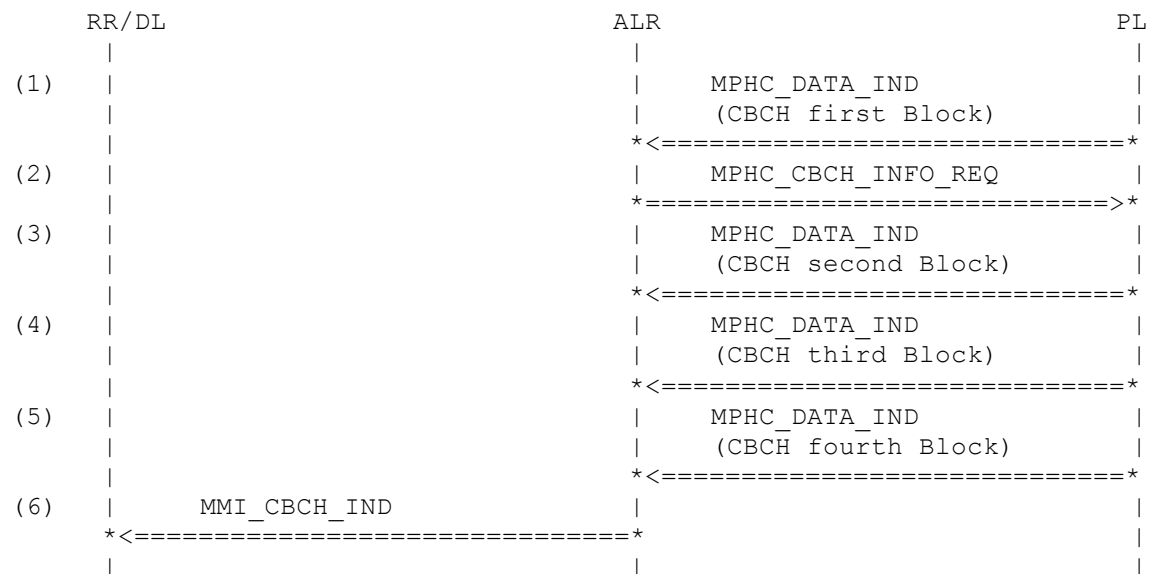 RR/DL ALR PL
(1) MPHC_DATA_IND
(CBCH first Block)
(2) MPHC_CBCH_INFO_REQ
(3) MPHC_DATA_IND
(CBCH second Block)
(4) MPHC_DATA_IND
(CBCH third Block)
(5) MPHC_DATA_IND
(CBCH fourth Block)
(6) MMI_CBCH_IND